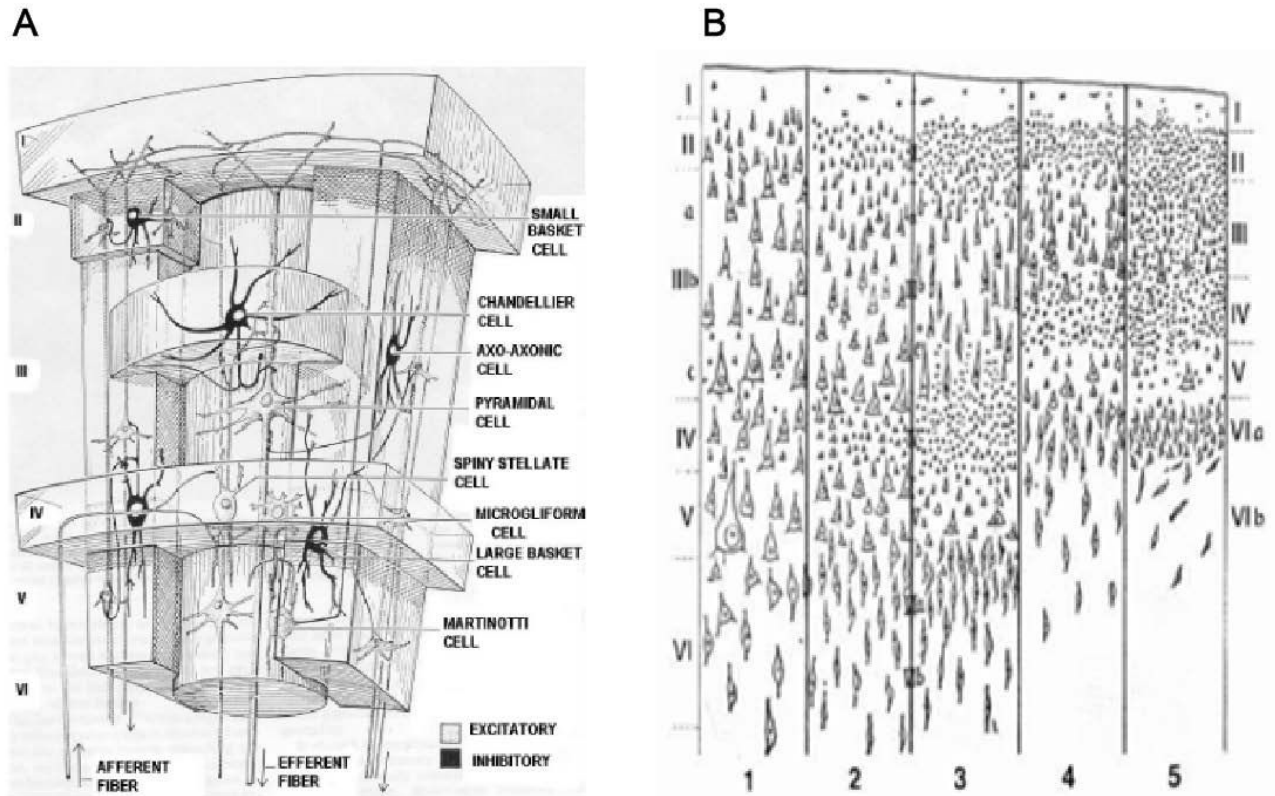 A
I
II
III
IV
V
VI
SMALL
BASKET
CELL
CHANDELLIER
CELL
AXO-AXONIC
CELL
PYRAMIDAL
CELL
SPINY STELLATE
CELL
MICROGLIFORM
CELL
LARGE BASKET
CELL
MARTINOTTI
CELL
EXCITATORY
INHIBITORY
AFFERENT
FIBER
EFFERENT
FIBER
B
I
II
a
IIIb
c
IV
V
VI
I
II
III
IV
V
VI a
VI b
1 2 3 4 5